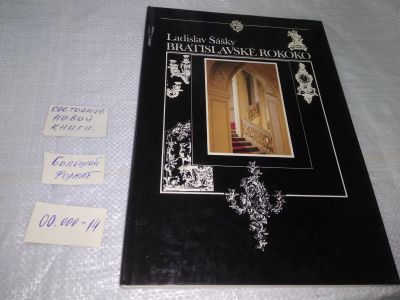 Ladislav Šášky
BRATISLAVSKÉ ROKOKO
состояние
новой
книги.
Большой
формат
00.000-14